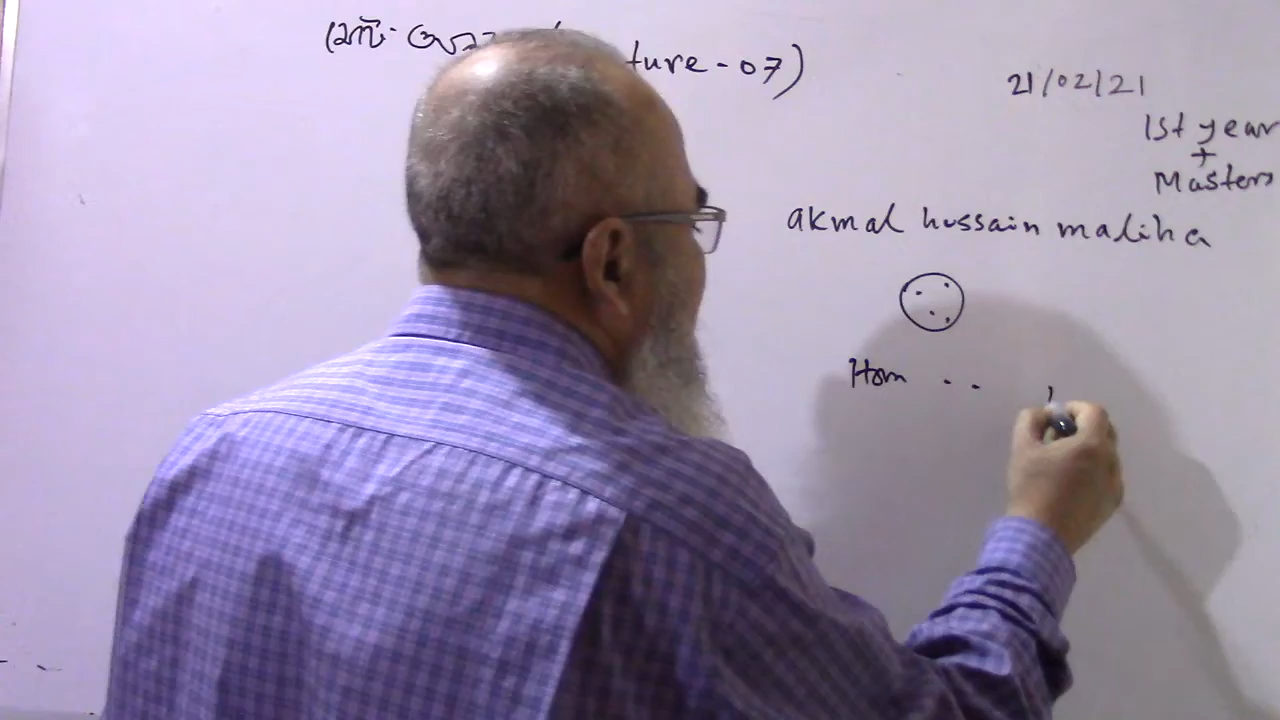 ture-07)
21/02/21
1st year
+
Masters
akmal hussain maliha
Hom